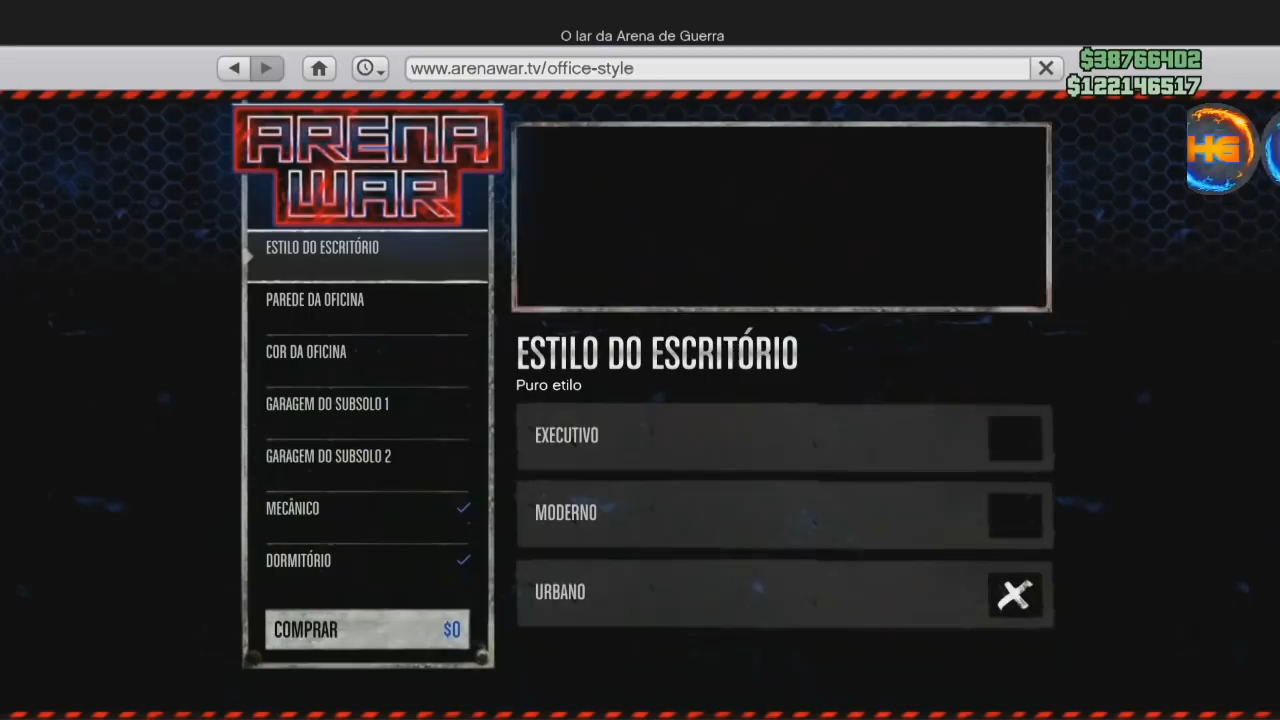 O lar da Arena de Guerra
www.arenawar.tv/office-style
$38766402
$122146517
HG
ARENA
WAR
ESTILO DO ESCRITÓRIO
PAREDE DA OFICINA
COR DA OFICINA
GARAGEM DO SUBSOLO 1
GARAGEM DO SUBSOLO 2
MECÂNICO
DORMITÓRIO
COMPRAR $0
ESTILO DO ESCRITÓRIO
Puro etilo
EXECUTIVO
MODERNO
URBANO